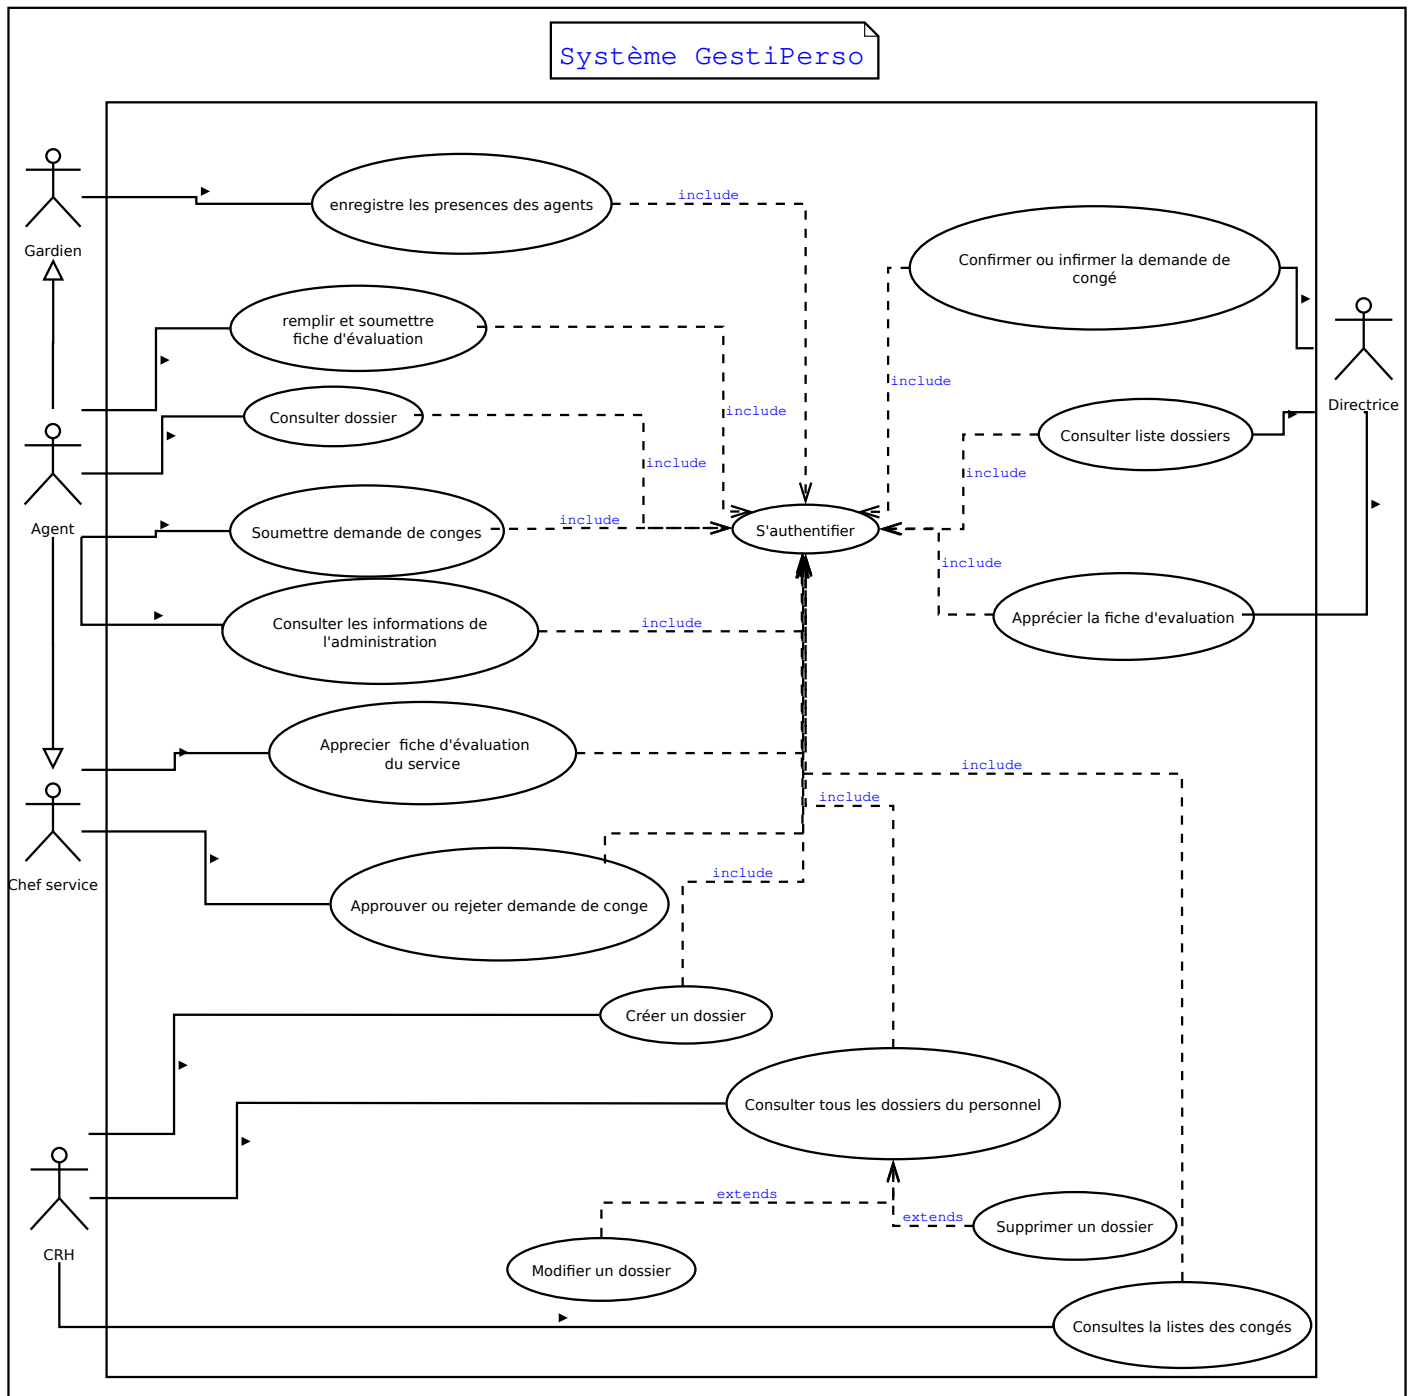 Système GestiPerso
enregistre les presences des agents
include
Gardien
Confirmer ou infirmer la demande de
congé
remplir et soumettre
fiche d'évaluation
include
include
Directrice
Consulter dossier
include
Consulter liste dossiers
include
Agent
Soumettre demande de conges
include
S'authentifier
include
Consulter les informations de
l'administration
include
Apprécier la fiche d'evaluation
Apprecier  fiche d'évaluation
du service
include
include
Chef service
include
Approuver ou rejeter demande de conge
Créer un dossier
Consulter tous les dossiers du personnel
extends
extends
Supprimer un dossier
CRH
Modifier un dossier
Consultes la listes des congés